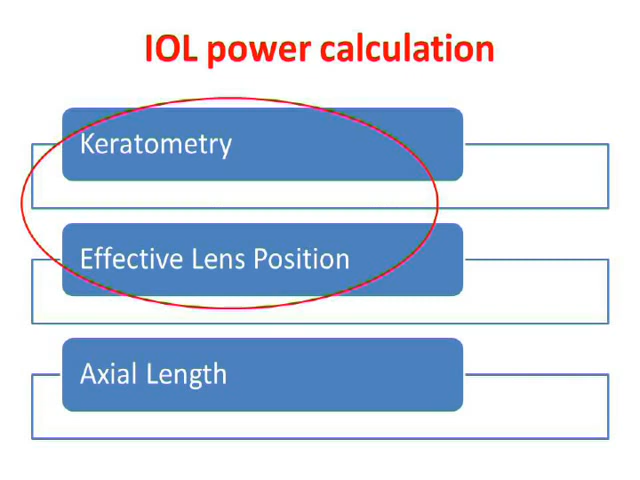 IOL power calculation
Keratometry
Effective Lens Position
Axial Length